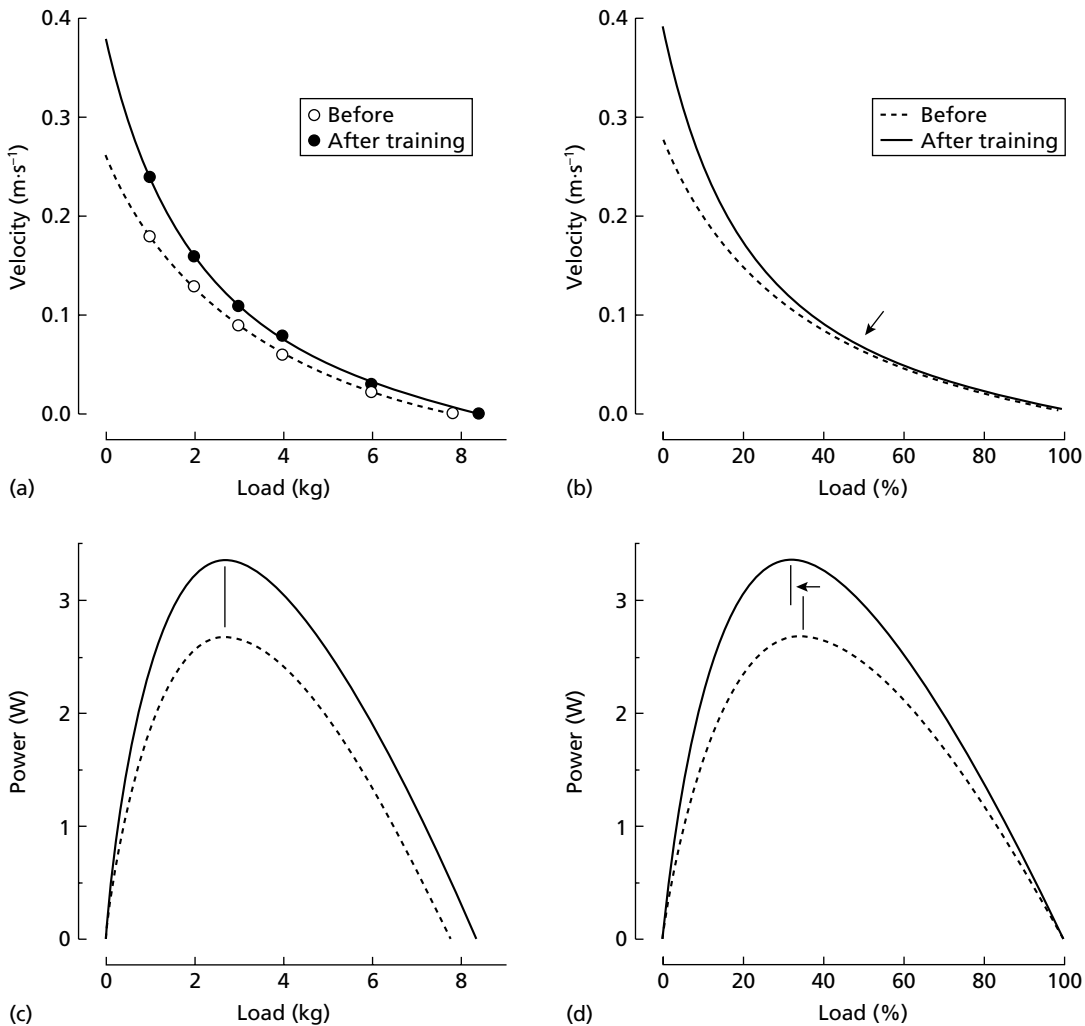 0.4
0.3
0.2
0.1
0.0
Velocity (m·s⁻¹)
Before
After training
0 2 4 6 8
(a) Load (kg)
0.4
0.3
0.2
0.1
0.0
Velocity (m·s⁻¹)
Before
After training
0 20 40 60 80 100
(b) Load (%)
3
2
1
0
Power (W)
0 2 4 6 8
(c) Load (kg)
3
2
1
0
Power (W)
0 20 40 60 80 100
(d) Load (%)